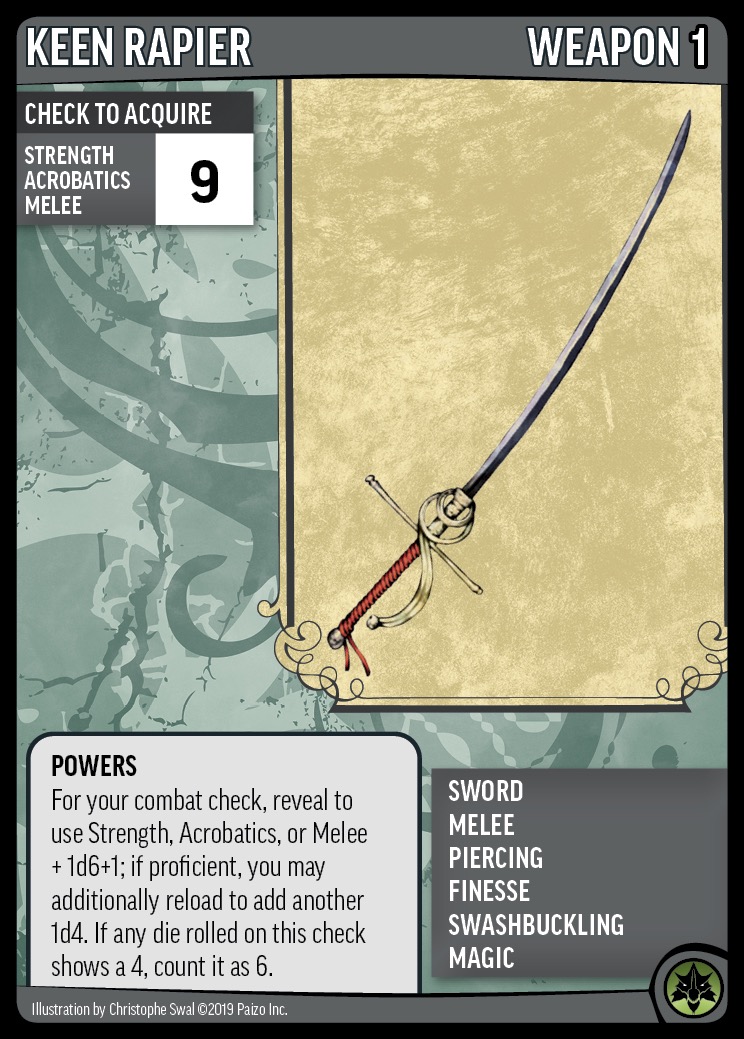 KEEN RAPIER
WEAPON 1
CHECK TO ACQUIRE
STRENGTH
ACROBATICS
MELEE
9
POWERS
For your combat check, reveal to
use Strength, Acrobatics, or Melee
+ 1d6+1; if proficient, you may
additionally reload to add another
1d4. If any die rolled on this check
shows a 4, count it as 6.
SWORD
MELEE
PIERCING
FINESSE
SWASHBUCKLING
MAGIC
Illustration by Christophe Swal ©2019 Paizo Inc.